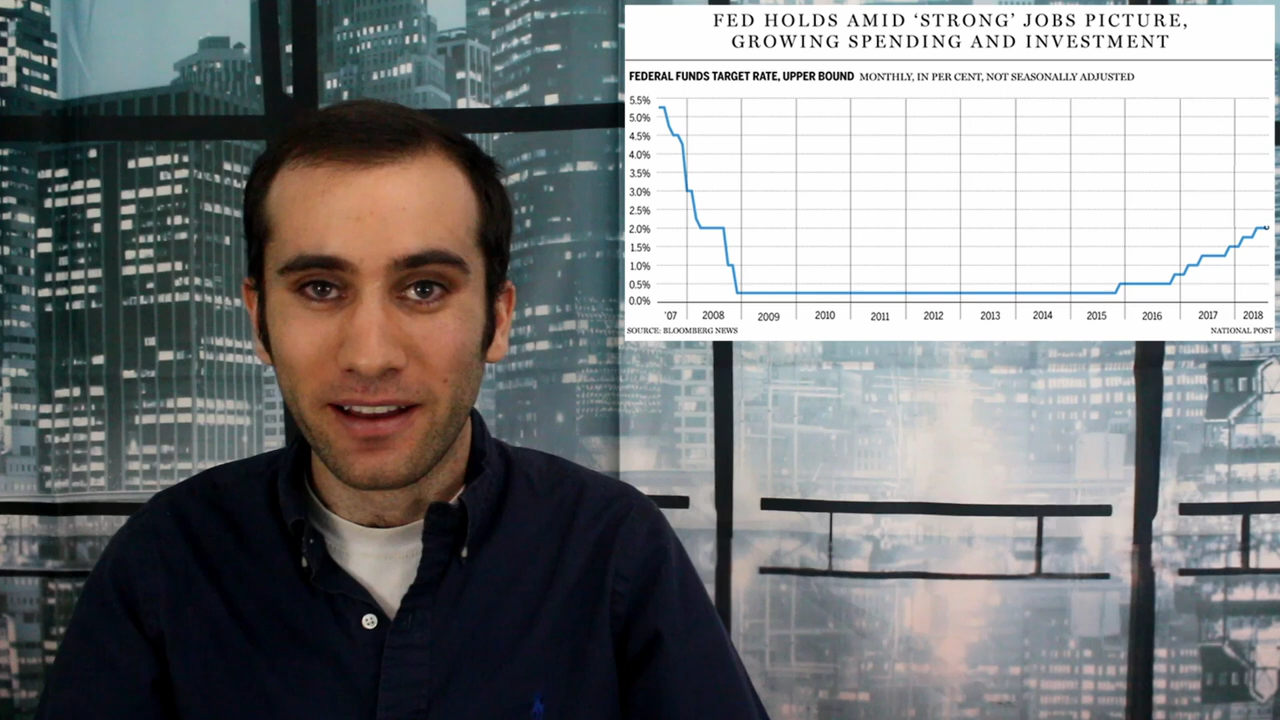 FED HOLDS AMID ‘STRONG’ JOBS PICTURE,
GROWING SPENDING AND INVESTMENT
FEDERAL FUNDS TARGET RATE, UPPER BOUND MONTHLY, IN PER CENT, NOT SEASONALLY ADJUSTED
5.5%
5.0%
4.5%
4.0%
3.5%
3.0%
2.5%
2.0%
1.5%
1.0%
0.5%
0.0%
'07 2008 2009 2010 2011 2012 2013 2014 2015 2016 2017 2018
SOURCE: BLOOMBERG NEWS NATIONAL POST